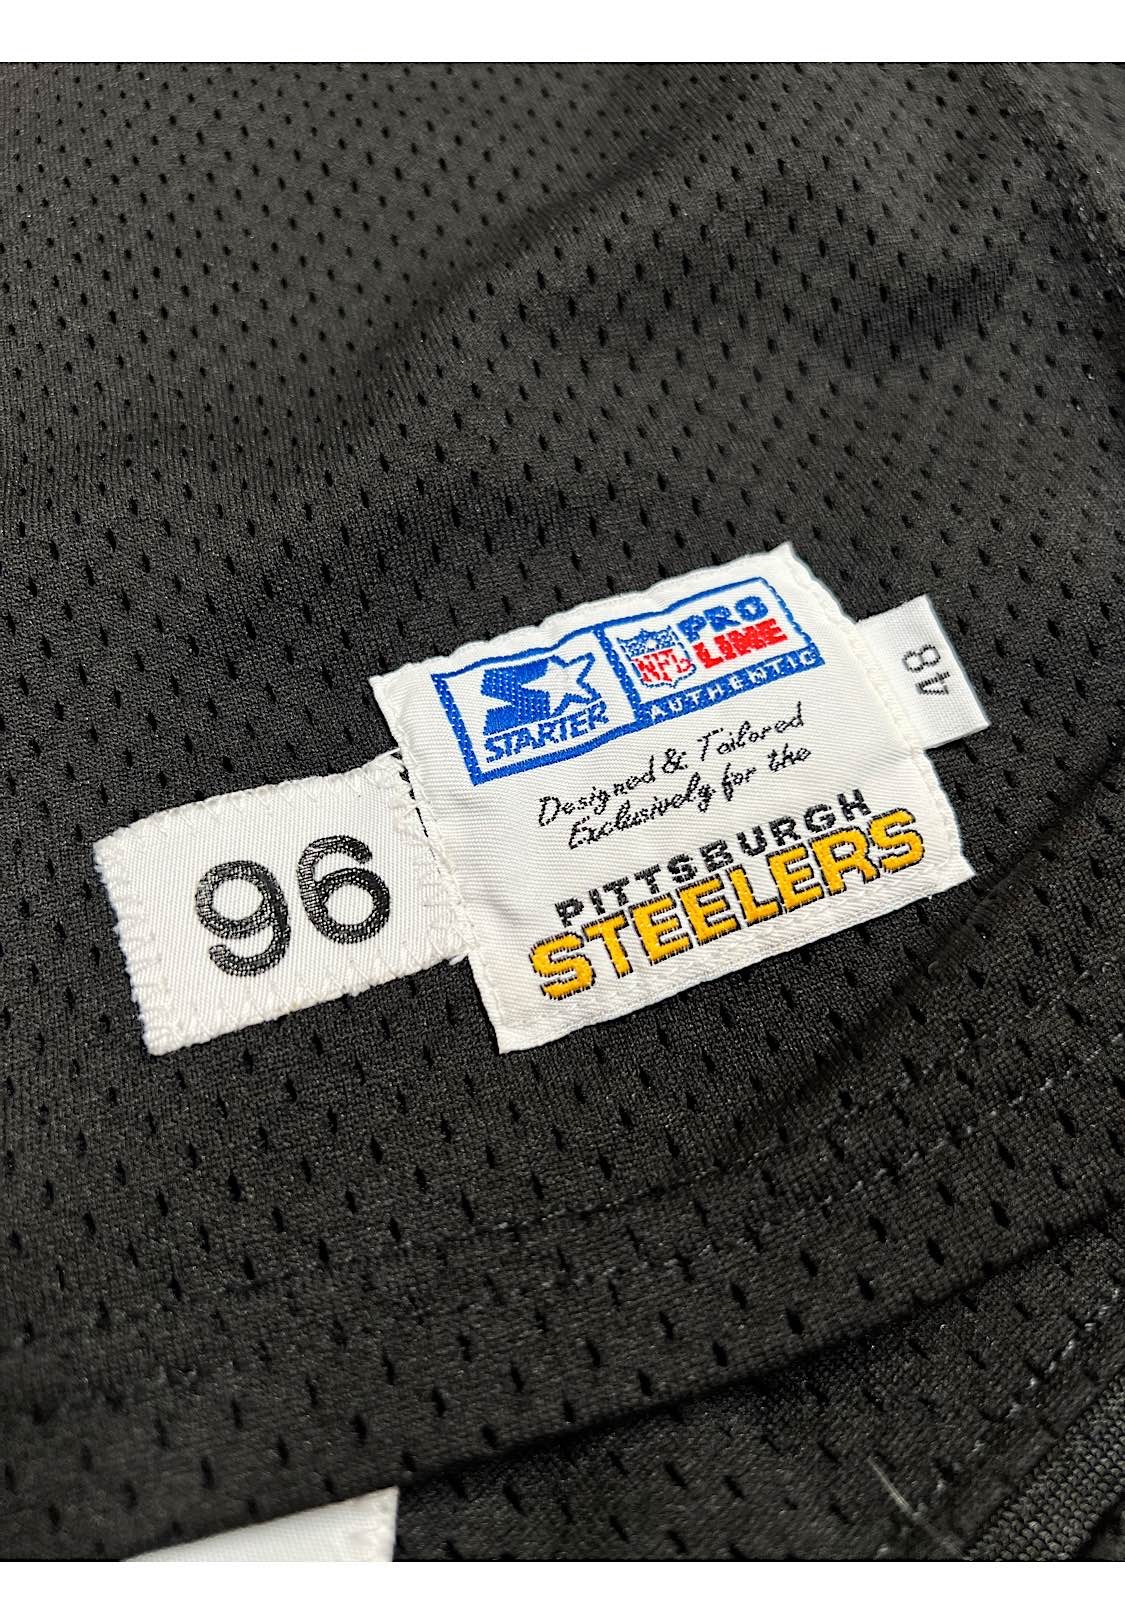 96
STARTER
NFL
PRO
LINE
AUTHENTIC
Designed & Tailored
Exclusively for the
PITTSBURGH
STEELERS
48